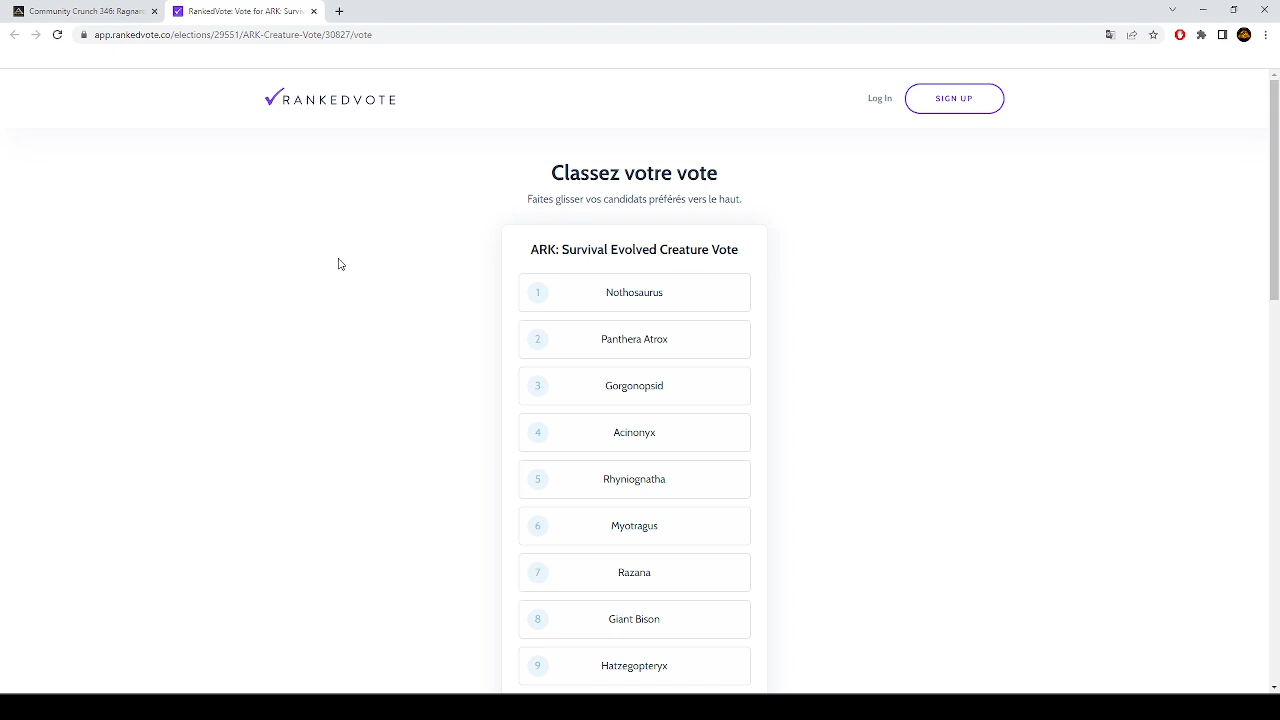 Community Crunch 346: Ragnaro
RankedVote: Vote for ARK: Surviv
app.rankedvote.co/elections/29551/ARK-Creature-Vote/30827/vote
RANKEDVOTE
Log In
SIGN UP
Classez votre vote
Faites glisser vos candidats préférés vers le haut.
ARK: Survival Evolved Creature Vote
1 Nothosaurus
2 Panthera Atrox
3 Gorgonopsid
4 Acinonyx
5 Rhyniognatha
6 Myotragus
7 Razana
8 Giant Bison
9 Hatzegopteryx